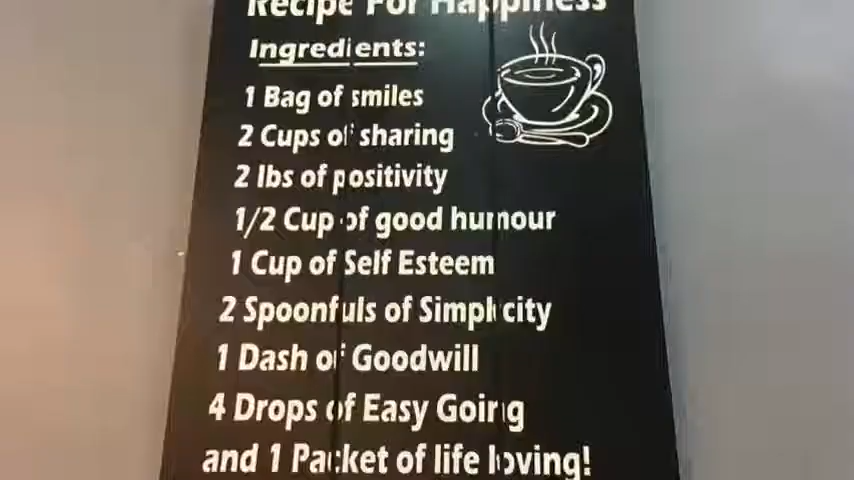 Recipe For Happiness
Ingredients:
1 Bag of smiles
2 Cups of sharing
2 lbs of positivity
1/2 Cup of good humour
1 Cup of Self Esteem
2 Spoonfuls of Simplicity
1 Dash of Goodwill
4 Drops of Easy Going
and 1 Packet of life loving!